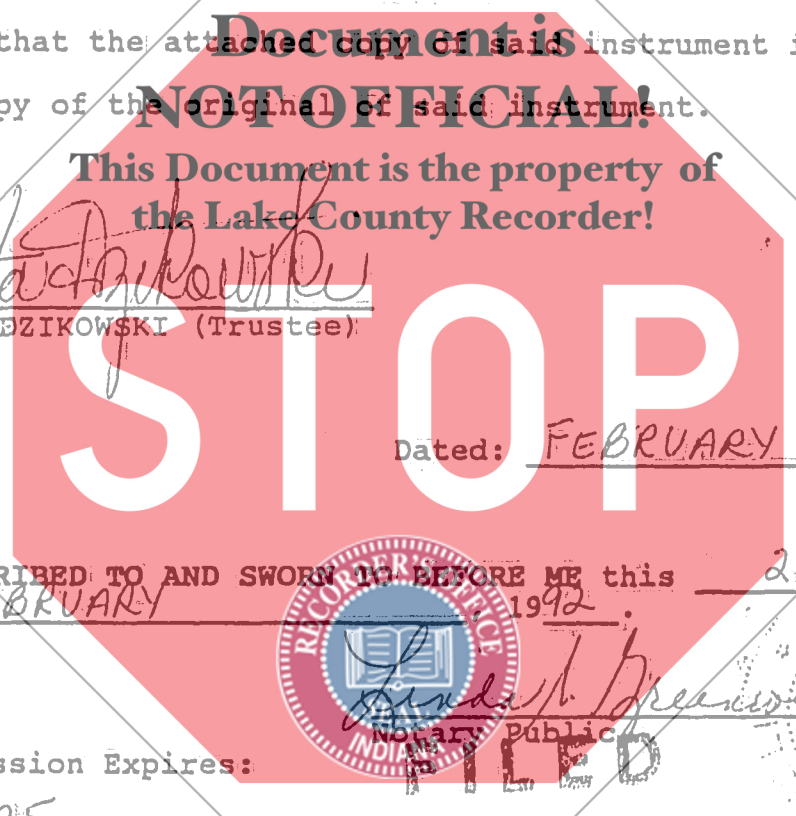 Document is
that the attached copy of said instrument i
NOT OFFICIAL!
py of the original of said instrument.
This Document is the property of
the Lake County Recorder!
DZIKOWSKI (Trustee)
STOP
Dated: FEBRUARY
RIBED TO AND SWORN TO BEFORE ME this 2
BRUARY, 1992.
RECORDER'S OFFICE
INDIANA
Notary Public
FILED
ssion Expires: